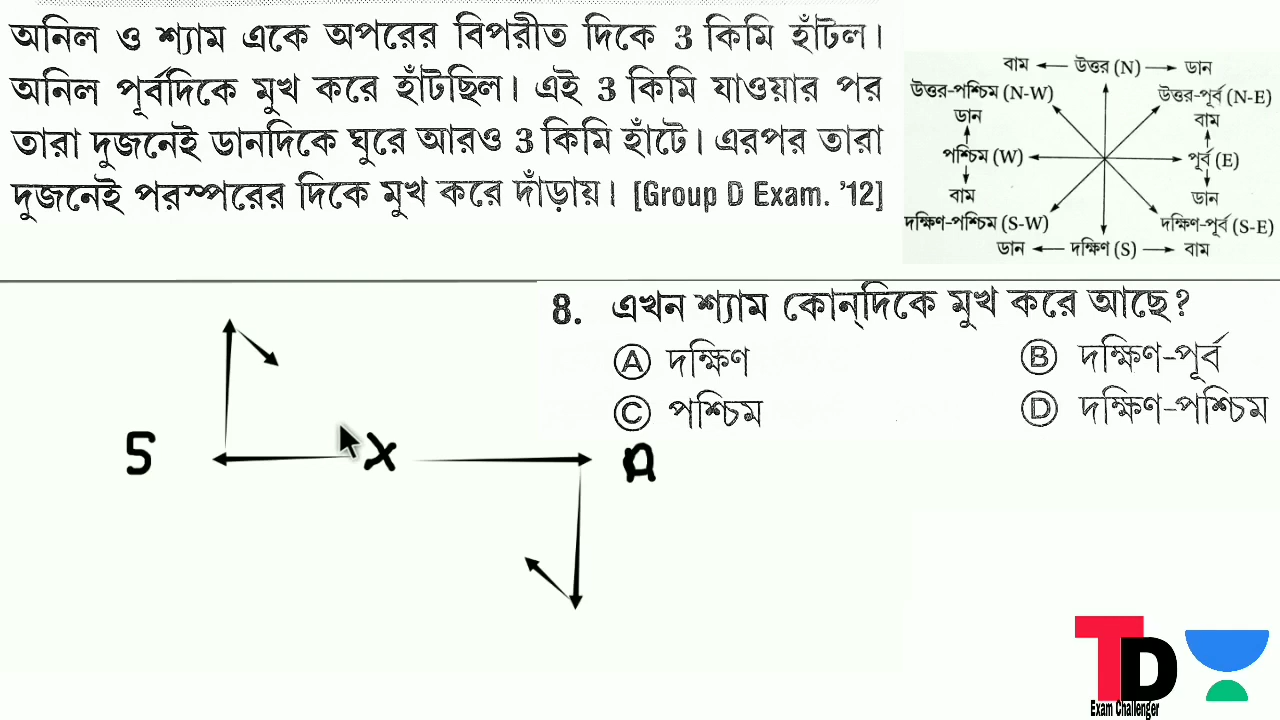 অনিল ও শ্যাম একে অপরের বিপরীত দিকে 3 কিমি হাঁটল।
অনিল পূর্বদিকে মুখ করে হাঁটছিল। এই 3 কিমি যাওয়ার পর
তারা দুজনেই ডানদিকে ঘুরে আরও 3 কিমি হাঁটে। এরপর তারা
দুজনেই পরস্পরের দিকে মুখ করে দাঁড়ায়। [Group D Exam. ’12]
বাম উত্তর (N) ডান
উত্তর-পশ্চিম (N-W) উত্তর-পূর্ব (N-E)
ডান বাম
পশ্চিম (W) পূর্ব (E)
বাম ডান
দক্ষিণ-পশ্চিম (S-W) দক্ষিণ-পূর্ব (S-E)
ডান দক্ষিণ (S) বাম
8. এখন শ্যাম কোন্‌দিকে মুখ করে আছে?
A দক্ষিণ B দক্ষিণ-পূর্ব
C পশ্চিম D দক্ষিণ-পশ্চিম
S X A
TD
Exam Challenger